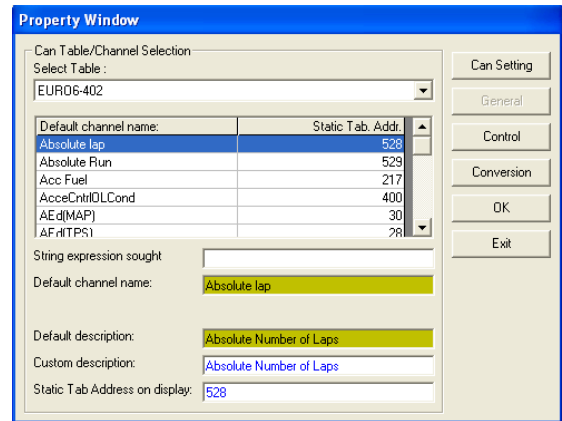 Property Window
Can Table/Channel Selection
Select Table :
EURO6-402
Default channel name: Static Tab. Addr.
Absolute lap 528
Absolute Run 529
Acc Fuel 217
AcceCntrlOLCond 400
AEd(MAP) 30
AEd(TPS) 28
String expression sought
Default channel name: Absolute lap
Default description: Absolute Number of Laps
Custom description: Absolute Number of Laps
Static Tab Address on display: 528
Can Setting
General
Control
Conversion
OK
Exit